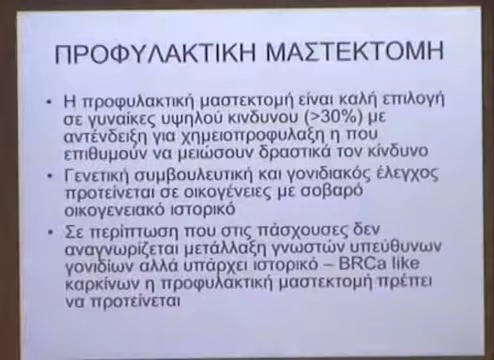 ΠΡΟΦΥΛΑΚΤΙΚΗ ΜΑΣΤΕΚΤΟΜΗ
• Η προφυλακτική μαστεκτομή είναι καλή επιλογή
σε γυναίκες υψηλού κινδυνου (>30%) με
αντένδειξη για χημειοπροφυλαξη η που
επιθυμούν να μειώσουν δραστικά τον κίνδυνο
• Γενετική συμβουλευτική και γονιδιακός έλεγχος
προτείνεται σε οικογένειες με σοβαρό
οικογενειακό ιστορικό
• Σε περίπτωση που στις πάσχουσες δεν
αναγνωρίζεται μετάλλαξη γνωστών υπεύθυνων
γονιδίων αλλά υπάρχει ιστορικό – BRCa like
καρκίνων η προφυλακτική μαστεκτομή πρέπει
να προτείνεται